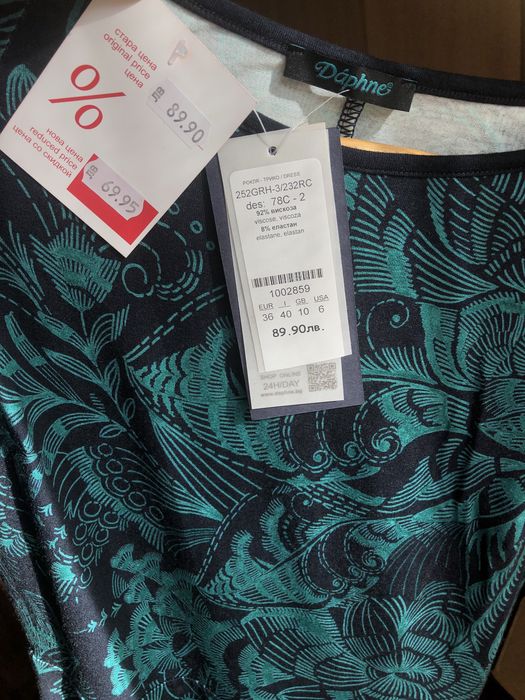 стара цена
original price
цена
ЛВ 89.90
%
нова цена
reduced price
цена со скидкой
ЛВ 69.95
Daphne
РОКЛЯ - ТРИКО / DRESS
252GRH-3/232RC
des: 78C - 2
92% вискоза
viscose, viscoza
8% еластан
elastane, elastan
1002859
EUR I GB USA
36 40 10 6
89.90лв.
SHOP ONLINE
24H/DAY
www.daphne.bg